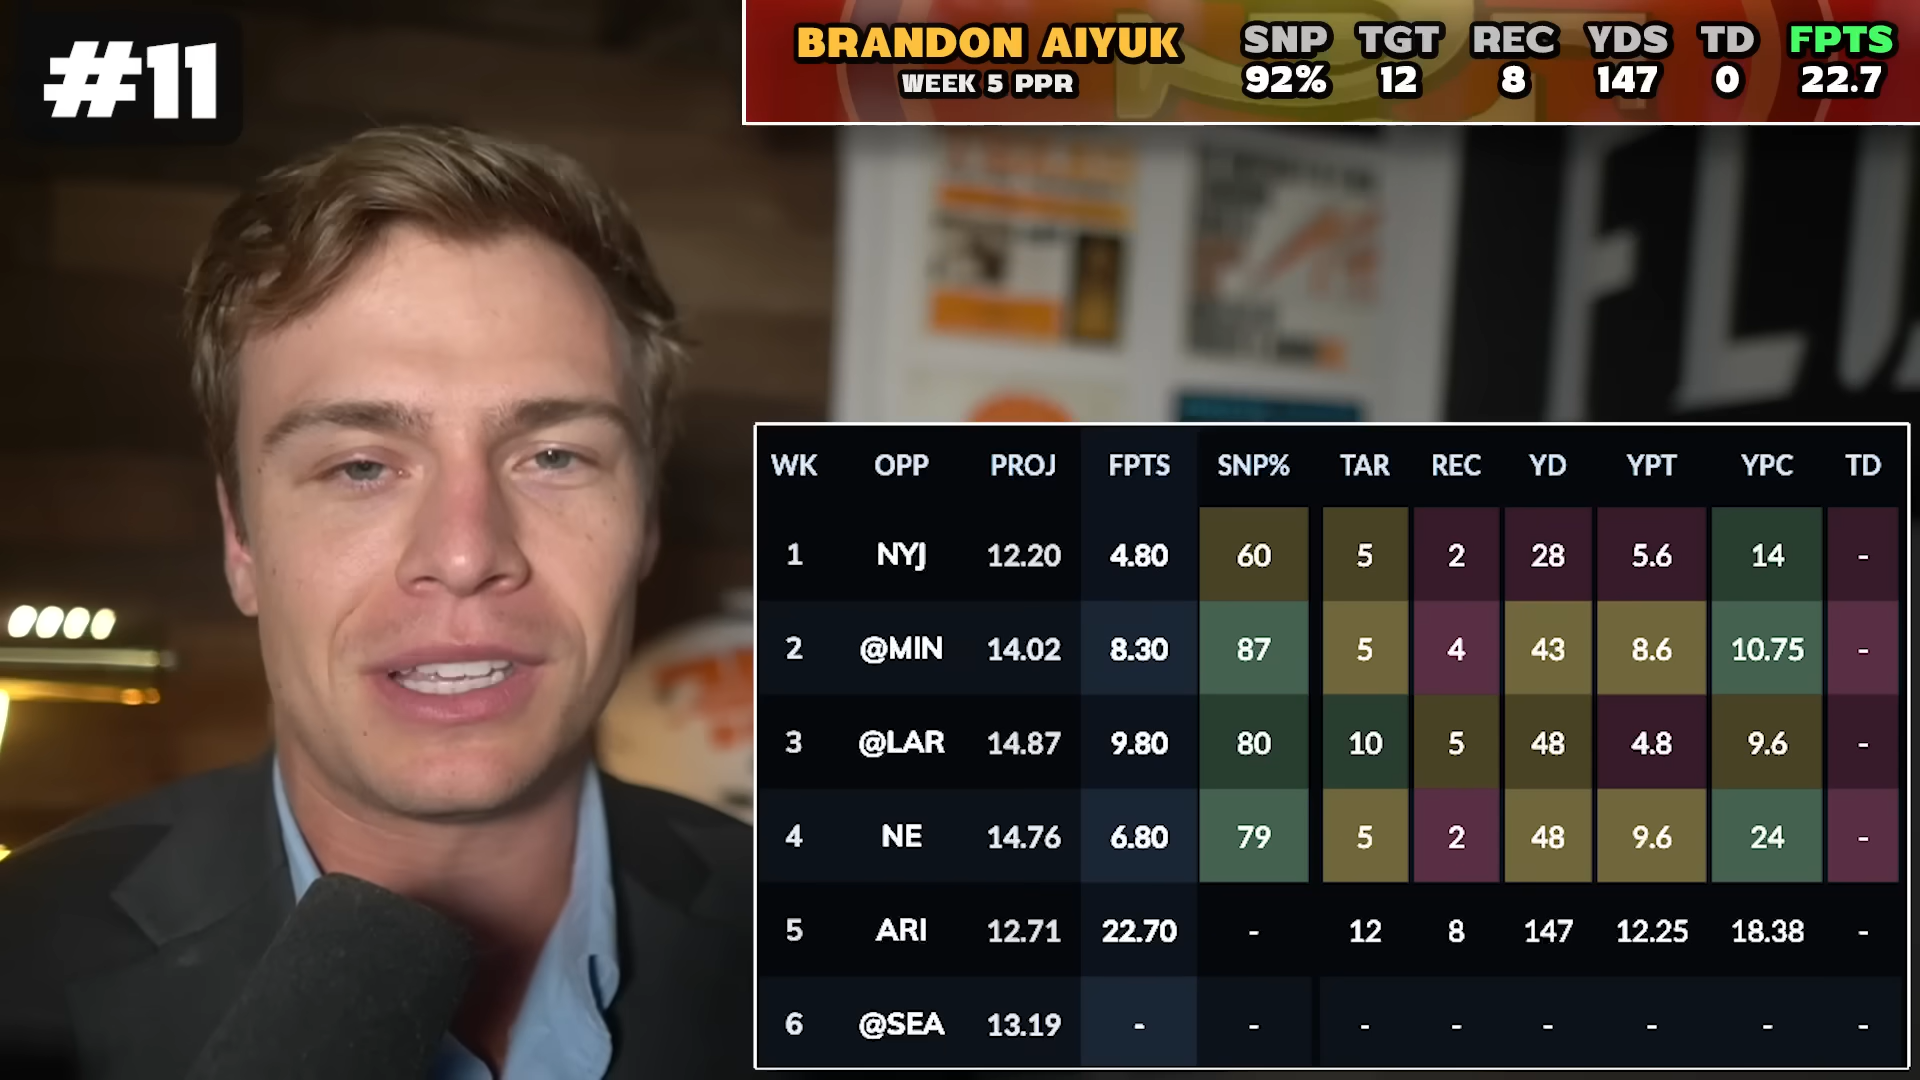 #11
BRANDON AIYUK SNP TGT REC YDS TD FPTS
WEEK 5 PPR 92% 12 8 147 0 22.7
WK OPP PROJ FPTS SNP% TAR REC YD YPT YPC TD
1 NYJ 12.20 4.80 60 5 2 28 5.6 14 -
2 @MIN 14.02 8.30 87 5 4 43 8.6 10.75 -
3 @LAR 14.87 9.80 80 10 5 48 4.8 9.6 -
4 NE 14.76 6.80 79 5 2 48 9.6 24 -
5 ARI 12.71 22.70 - 12 8 147 12.25 18.38 -
6 @SEA 13.19 - - - - - - - -